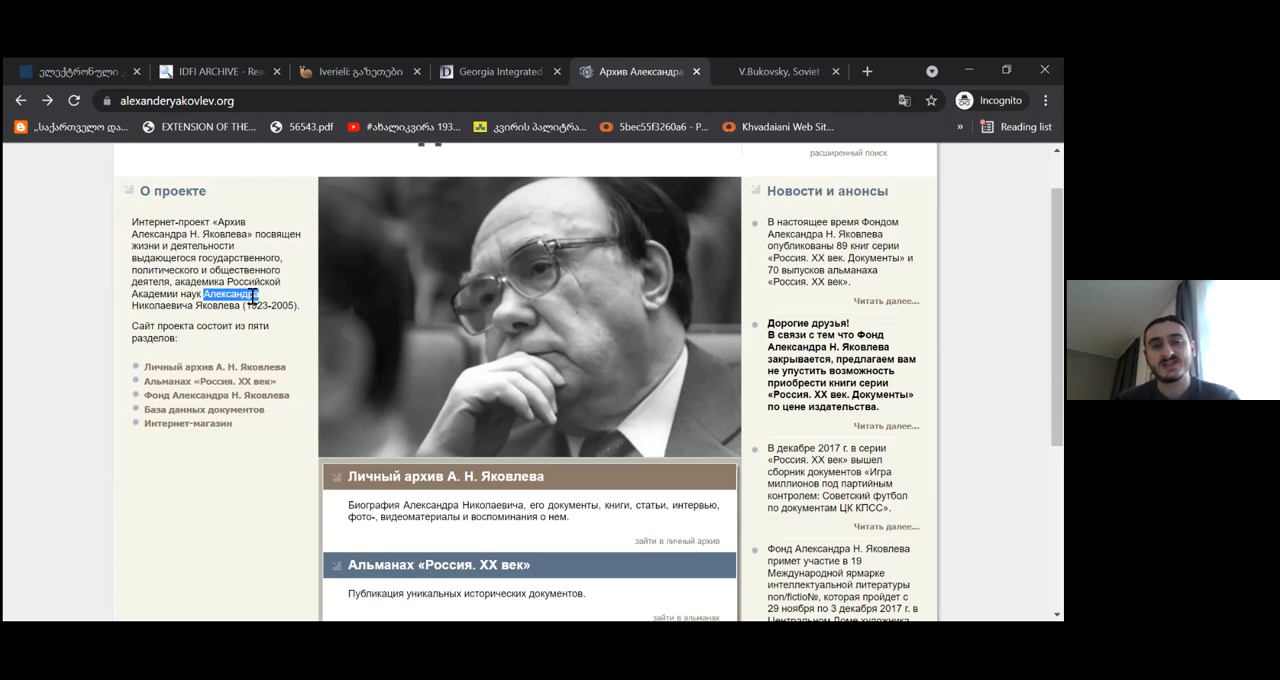 ელექტრონული
IDFI ARCHIVE - Rea
Iverieli: გაზეთები
Georgia Integrated
Архив Александра
V.Bukovsky, Soviet
alexanderyakovlev.org
Incognito
„საქართველო და...
EXTENSION OF THE...
56543.pdf
#ახალიკვირა 193...
კვირის პალიტრა...
5bec55f3260a6 - P...
Khvadaiani Web Sit...
»
Reading list
расширенный поиск
О проекте
Интернет-проект «Архив
Александра Н. Яковлева» посвящен
жизни и деятельности
выдающегося государственного,
политического и общественного
деятеля, академика Российской
Академии наук Александра
Николаевича Яковлева (1923-2005).
Сайт проекта состоит из пяти
разделов:
Личный архив А. Н. Яковлева
Альманах «Россия. XX век»
Фонд Александра Н. Яковлева
База данных документов
Интернет-магазин
Личный архив А. Н. Яковлева
Биография Александра Николаевича, его документы, книги, статьи, интервью,
фото-, видеоматериалы и воспоминания о нем.
зайти в личный архив
Альманах «Россия. XX век»
Публикация уникальных исторических документов.
зайти в альманах
Новости и анонсы
В настоящее время Фондом
Александра Н. Яковлева
опубликованы 89 книг серии
«Россия. XX век. Документы» и
70 выпусков альманаха
«Россия. XX век».
Читать далее...
Дорогие друзья!
В связи с тем что Фонд
Александра Н. Яковлева
закрывается, предлагаем вам
не упустить возможность
приобрести книги серии
«Россия. XX век. Документы»
по цене издательства.
Читать далее...
В декабре 2017 г. в серии
«Россия. XX век» вышел
сборник документов «Игра
миллионов под партийным
контролем: Советский футбол
по документам ЦК КПСС».
Читать далее...
Фонд Александра Н. Яковлева
примет участие в 19
Международной ярмарке
интеллектуальной литературы
non/fictio№, которая пройдет с
29 ноября по 3 декабря 2017 г. в
Центральном Доме художника